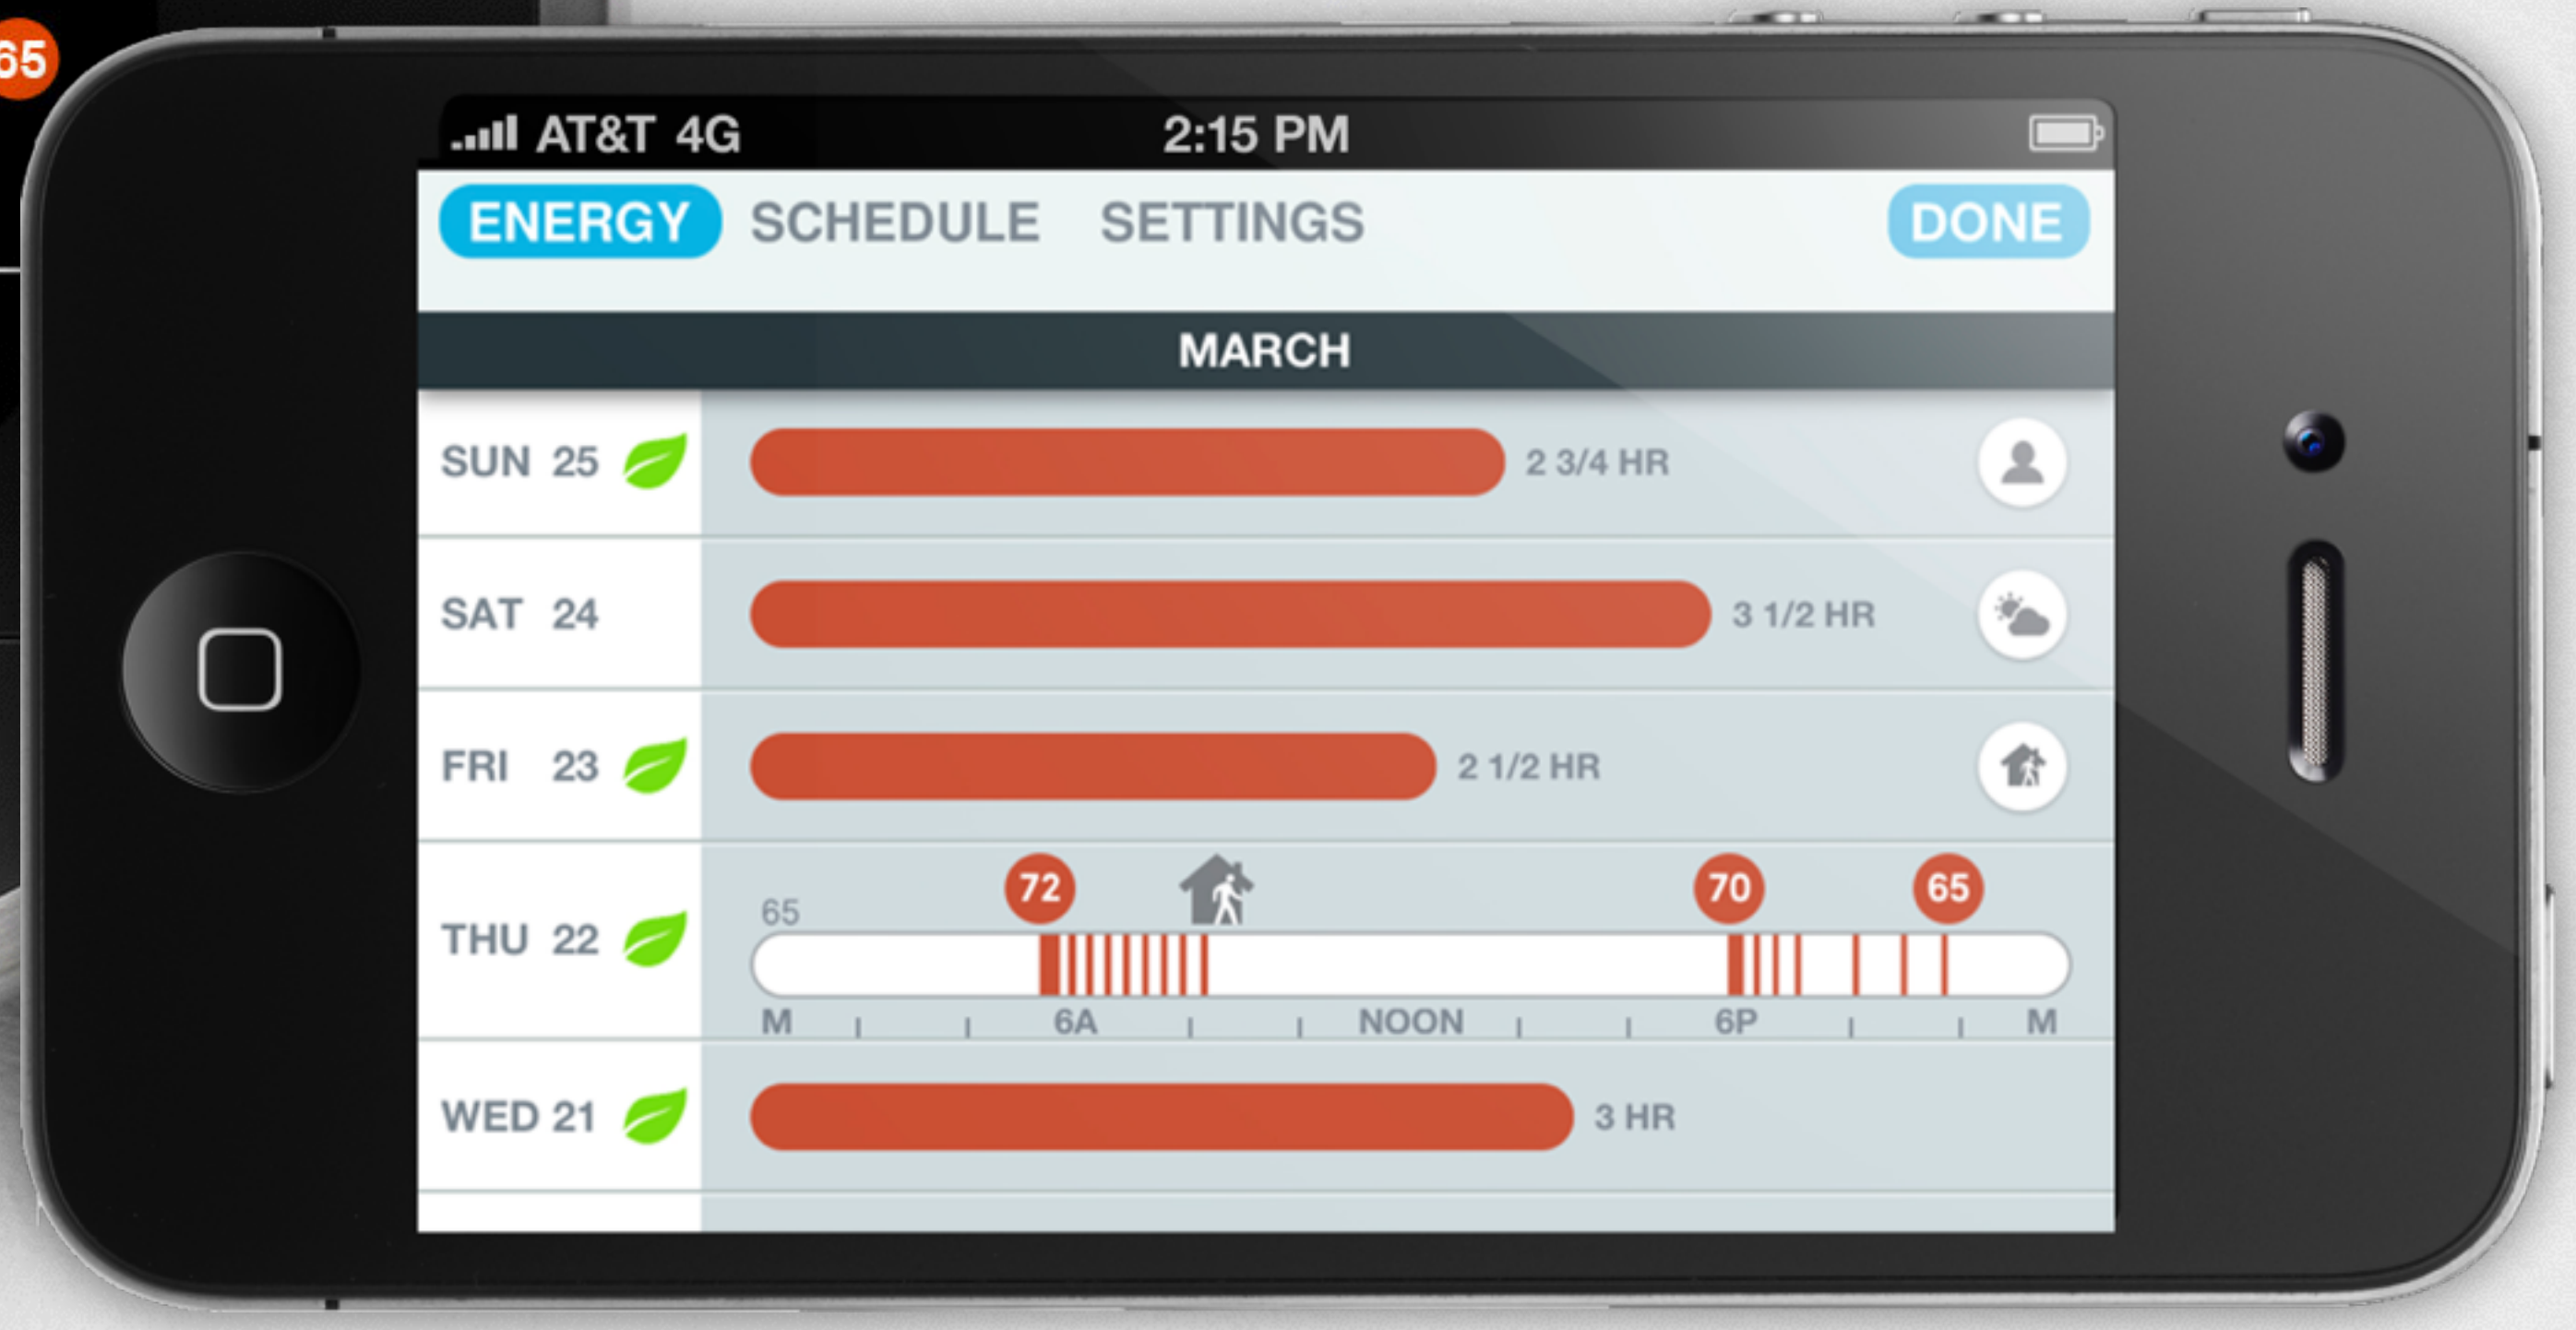 65
AT&T 4G 2:15 PM
ENERGY SCHEDULE SETTINGS DONE
MARCH
SUN 25 2 3/4 HR
SAT 24 3 1/2 HR
FRI 23 2 1/2 HR
72 70 65
65
THU 22
M 6A NOON 6P M
WED 21 3 HR